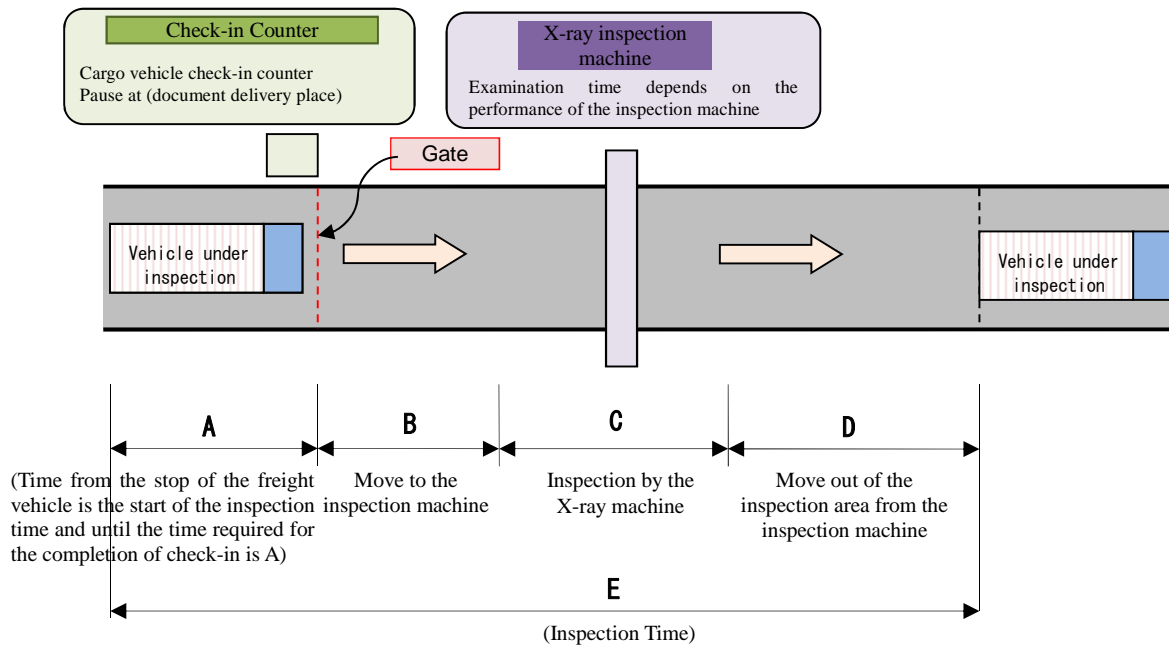 Check-in Counter
Cargo vehicle check-in counter
Pause at (document delivery place)
X-ray inspection
machine
Examination time depends on the
performance of the inspection machine
Gate
Vehicle under
inspection
Vehicle under
inspection
A
B
C
D
(Time from the stop of the freight
vehicle is the start of the inspection
time and until the time required for
the completion of check-in is A)
Move to the
inspection machine
Inspection by the
X-ray machine
Move out of the
inspection area from the
inspection machine
E
(Inspection Time)